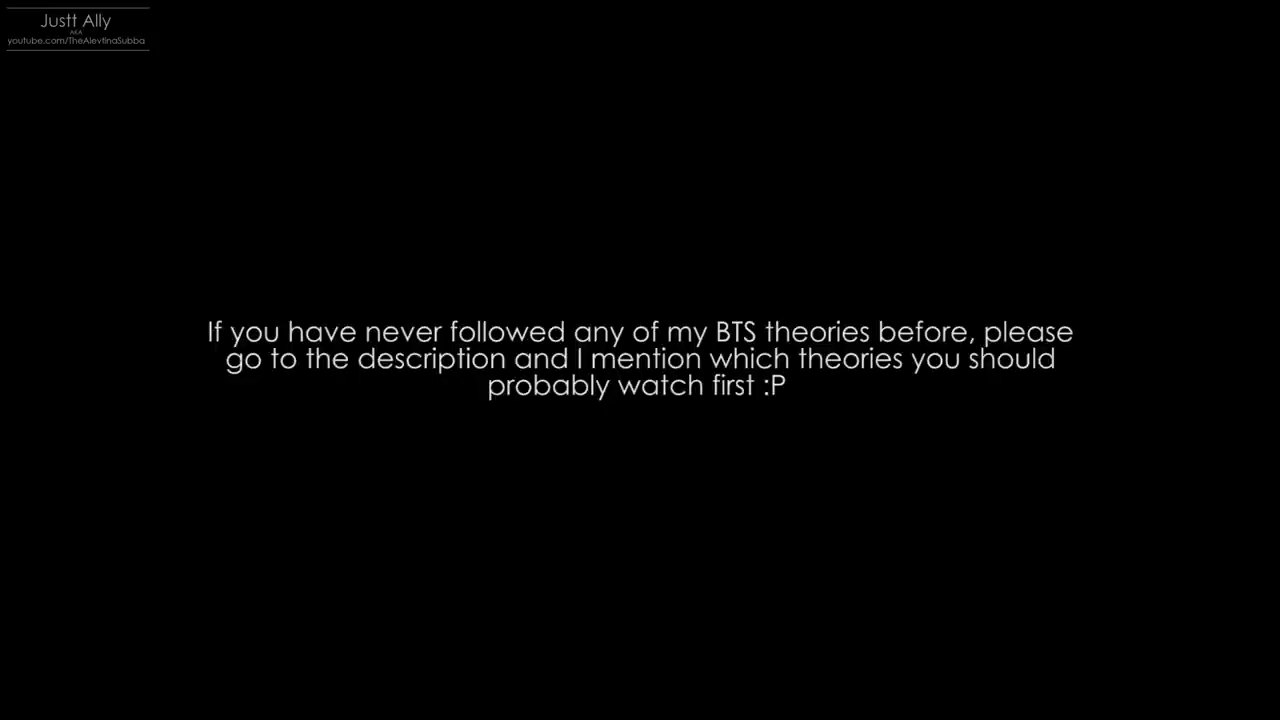 Justt Ally
AKA
youtube.com/TheAlevtinaSubba
If you have never followed any of my BTS theories before, please
go to the description and I mention which theories you should
probably watch first :P